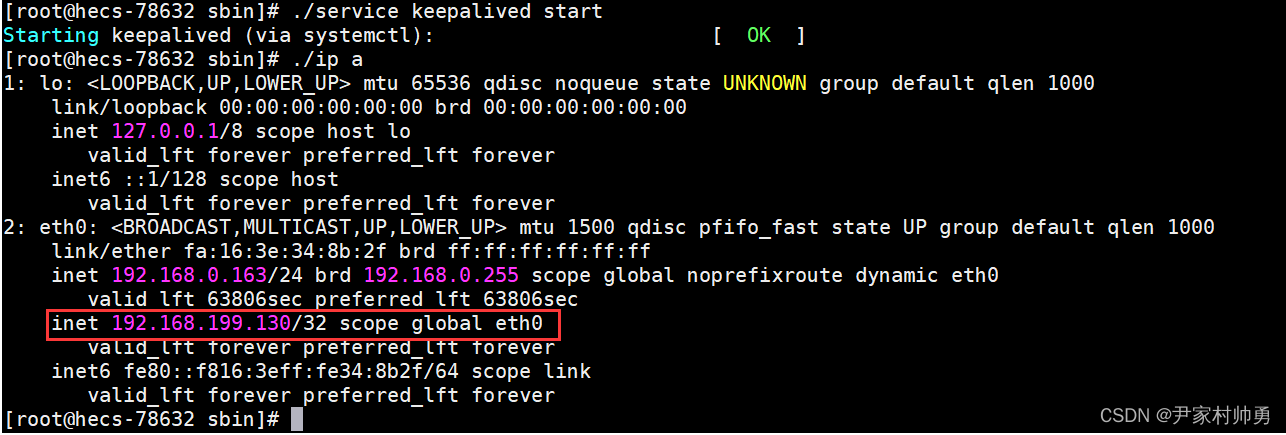 [root@hecs-78632 sbin]# ./service keepalived start
Starting keepalived (via systemctl):                       [  OK  ]
[root@hecs-78632 sbin]# ./ip a
1: lo: <LOOPBACK,UP,LOWER_UP> mtu 65536 qdisc noqueue state UNKNOWN group default qlen 1000
    link/loopback 00:00:00:00:00:00 brd 00:00:00:00:00:00
    inet 127.0.0.1/8 scope host lo
       valid_lft forever preferred_lft forever
    inet6 ::1/128 scope host
       valid_lft forever preferred_lft forever
2: eth0: <BROADCAST,MULTICAST,UP,LOWER_UP> mtu 1500 qdisc pfifo_fast state UP group default qlen 1000
    link/ether fa:16:3e:34:8b:2f brd ff:ff:ff:ff:ff:ff
    inet 192.168.0.163/24 brd 192.168.0.255 scope global noprefixroute dynamic eth0
       valid_lft 63806sec preferred_lft 63806sec
    inet 192.168.199.130/32 scope global eth0
       valid_lft forever preferred_lft forever
    inet6 fe80::f816:3eff:fe34:8b2f/64 scope link
       valid_lft forever preferred_lft forever
[root@hecs-78632 sbin]#
CSDN @尹家村帅勇